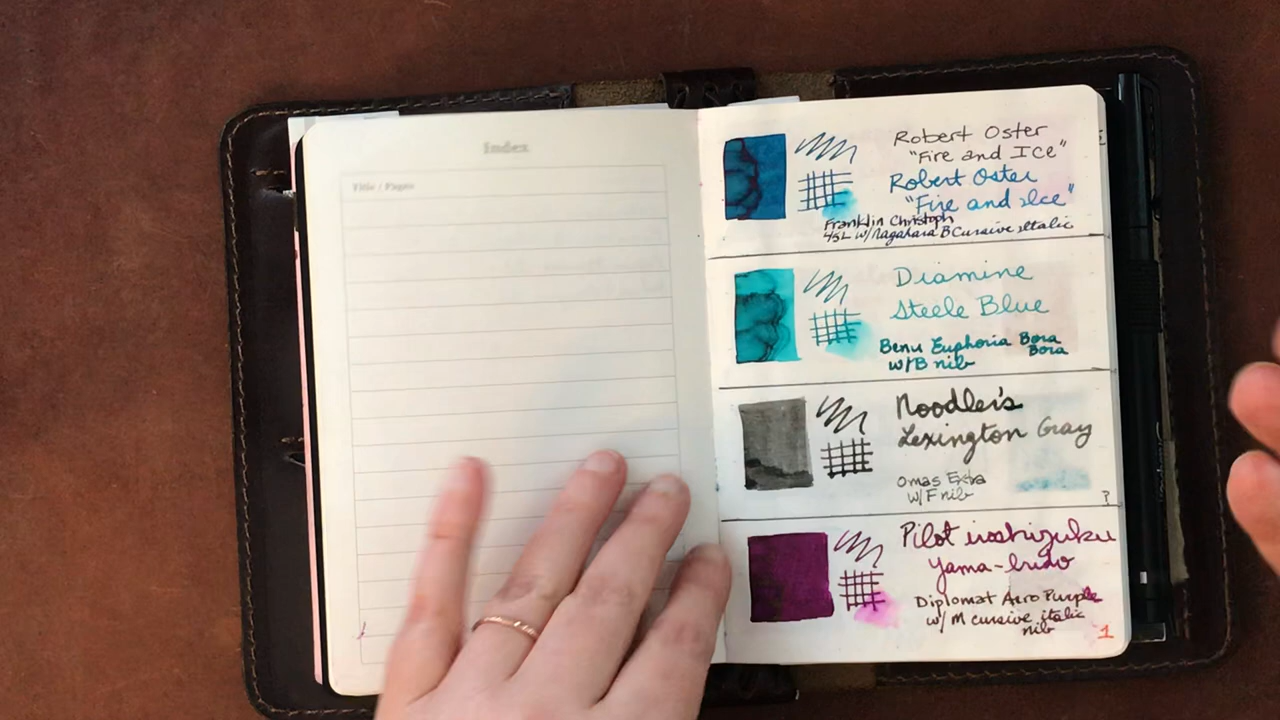 Index
Title / Pages
Robert Oster
"Fire and Ice"
Robert Oster
"Fire and Ice"
Franklin Christoph
45L w/Nagahara B Cursive Italic
Diamine
Steele Blue
Benu Euphoria Bora
Bora
w/B nib
Noodler's
Lexington Gray
Omas Extra
w/F nib
Pilot iroshizuku
Yama-budo
Diplomat Aero Purple
w/ M cursive italic
nib
1